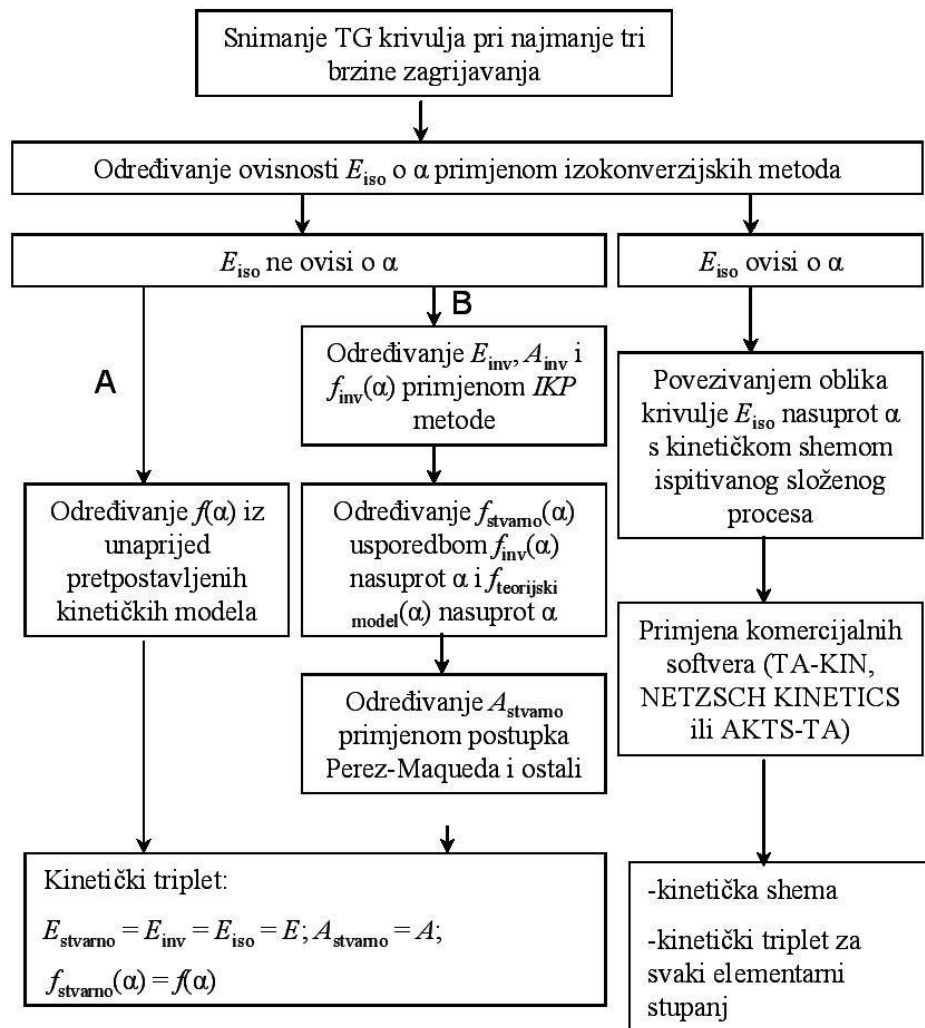 Snimanje TG krivulja pri najmanje tri
brzine zagrijavanja
Određivanje ovisnosti Eiso o α primjenom izokonverzijskih metoda
Eiso ne ovisi o α
Eiso ovisi o α
A
B
Određivanje Einv, Ainv i
finv(α) primjenom IKP
metode
Određivanje f(α) iz
unaprijed
pretpostavljenih
kinetičkih modela
Određivanje fstvarno(α)
usporedbom finv(α)
nasuprot α i fteorijski
model(α) nasuprot α
Određivanje Astvarno
primjenom postupka
Perez-Maqueda i ostali
Povezivanjem oblika
krivulje Eiso nasuprot α
s kinetičkom shemom
ispitivanog složenog
procesa
Primjena komercijalnih
softvera (TA-KIN,
NETZSCH KINETICS
ili AKTS-TA)
Kinetički triplet:
Estvarno = Einv = Eiso = E; Astvarno = A;
fstvarno(α) = f(α)
-kinetička shema
-kinetički triplet za
svaki elementarni
stupanj